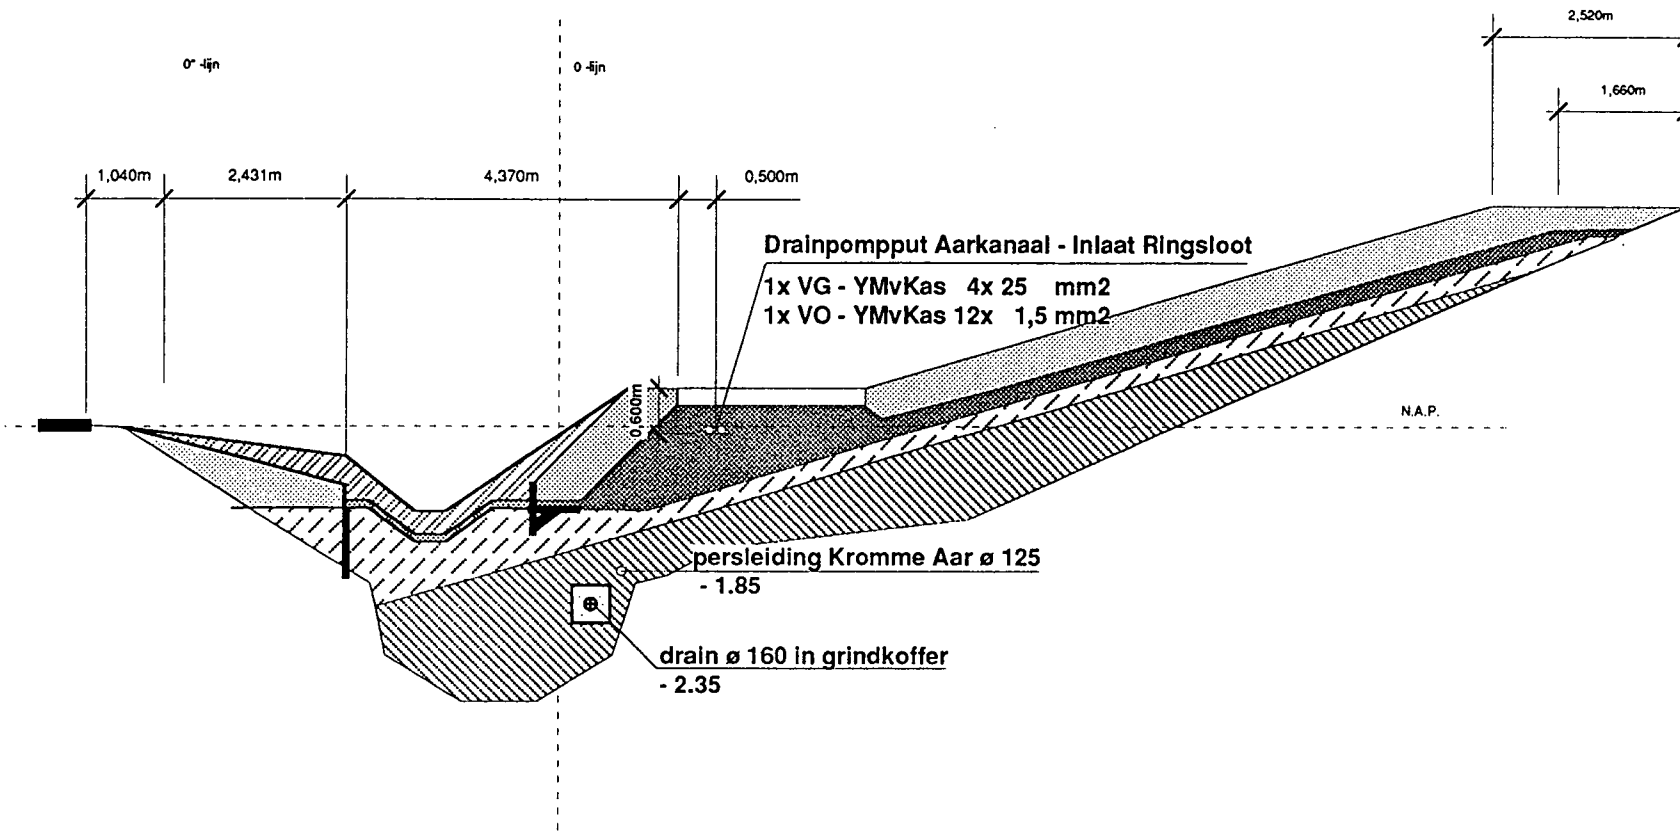 2,520m
0" -lijn
0 -lijn
1,660m
1,040m
2,431m
4,370m
0,500m
Drainpompput Aarkanaal - Inlaat Ringsloot
1x VG - YMvKas 4x 25 mm2
1x VO - YMvKas 12x 1,5 mm2
0,600m
N.A.P.
persleiding Kromme Aar ø 125
- 1.85
drain ø 160 in grindkoffer
- 2.35